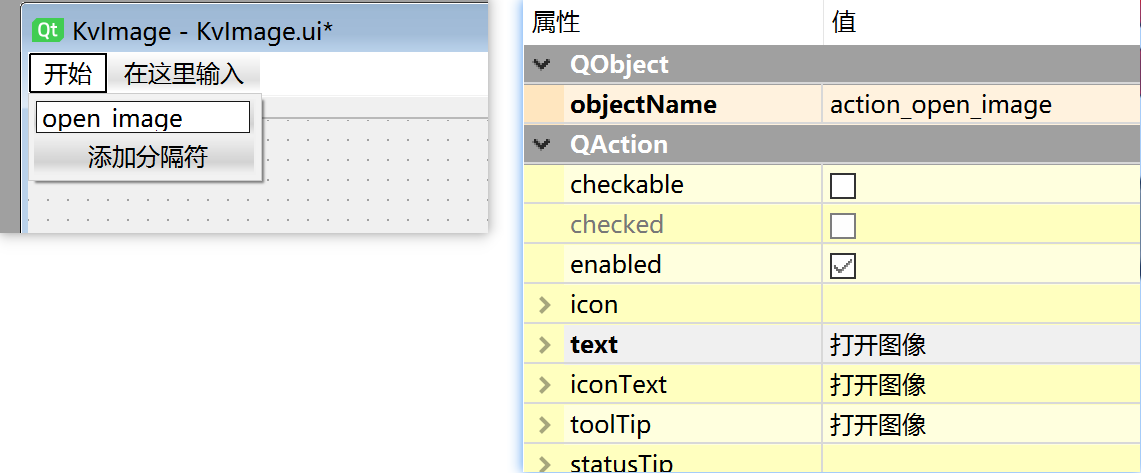 Qt KvImage - KvImage.ui*
开始 在这里输入
open image
添加分隔符
属性 值
QObject
objectName action_open_image
QAction
checkable
checked
enabled
icon
text 打开图像
iconText 打开图像
toolTip 打开图像
statusTip